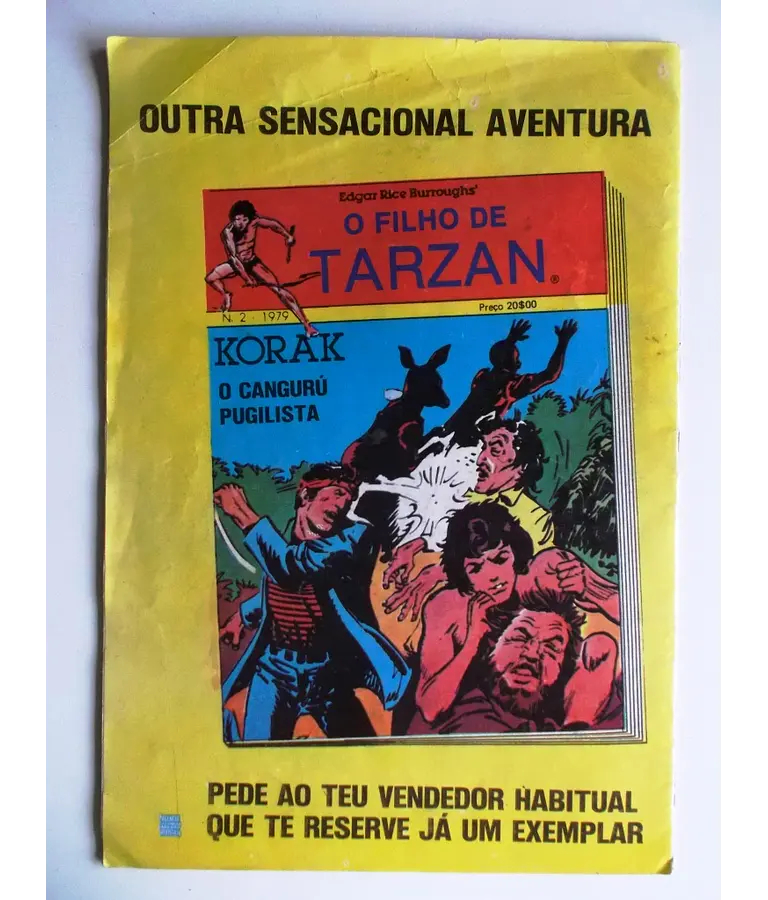 OUTRA SENSACIONAL AVENTURA
Edgar Rice Burroughs'
O FILHO DE
TARZAN®
Preço 20$00
N. 2 - 1979
KORAK
O CANGURÚ
PUGILISTA
PEDE AO TEU VENDEDOR HABITUAL
QUE TE RESERVE JÁ UM EXEMPLAR